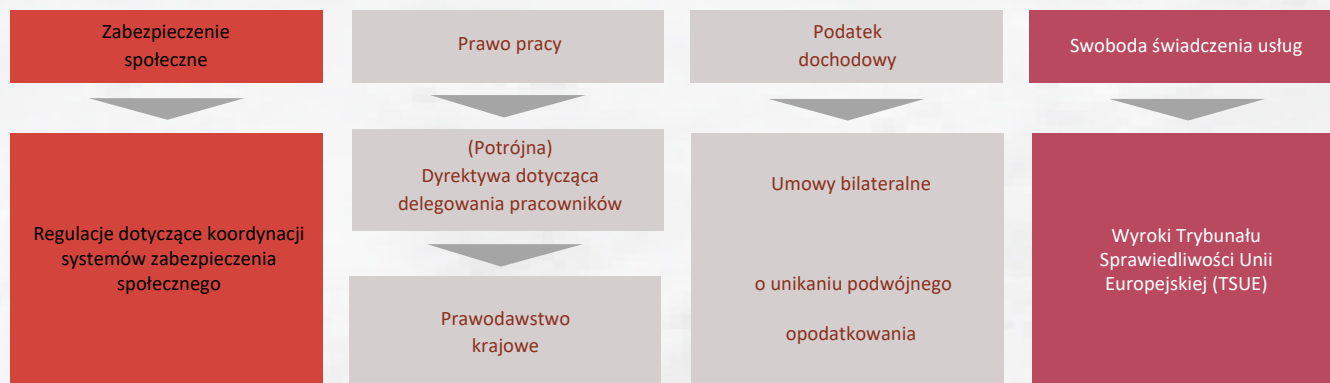 Zabezpieczenie
społeczne
Prawo pracy
Podatek
dochodowy
Swoboda świadczenia usług
Regulacje dotyczące koordynacji
systemów zabezpieczenia
społecznego
(Potrójna)
Dyrektywa dotycząca
delegowania pracowników
Prawodawstwo
krajowe
Umowy bilateralne
o unikaniu podwójnego
opodatkowania
Wyroki Trybunału
Sprawiedliwości Unii
Europejskiej (TSUE)